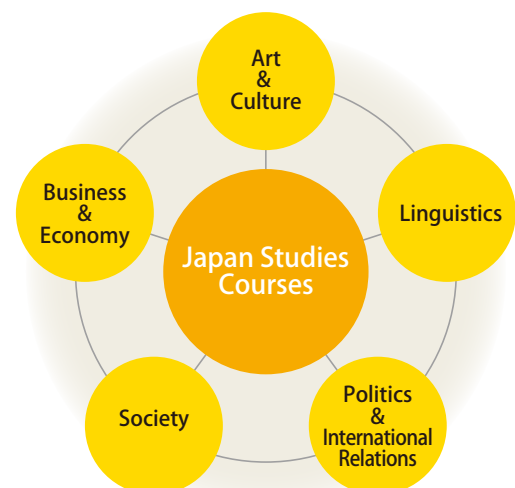 Art
&
Culture
Business
&
Economy
Linguistics
Japan Studies
Courses
Society
Politics
&
International
Relations